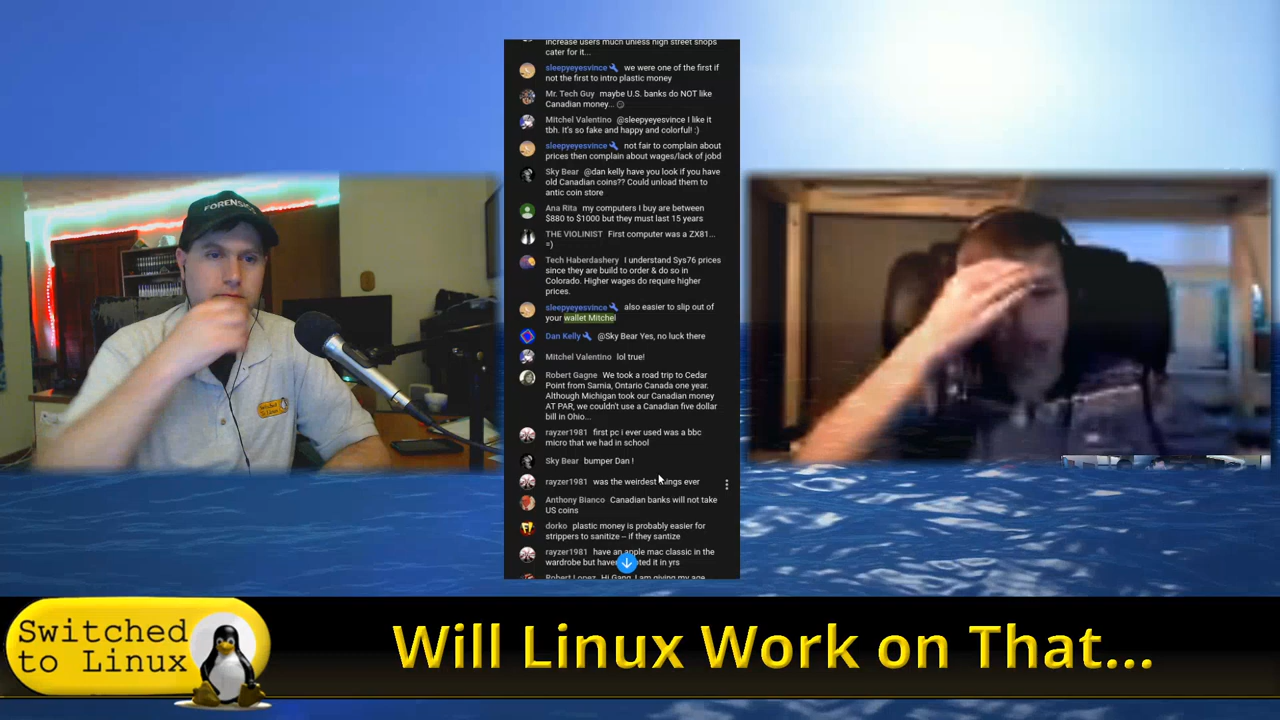 increase users much unless high street shops
cater for it...
sleepyeyesvince we were one of the first if
not the first to intro plastic money
Mr. Tech Guy maybe U.S. banks do NOT like
Canadian money...
Mitchel Valentino @sleepyeyesvince I like it
tbh. It's so fake and happy and colorful! :)
sleepyeyesvince not fair to complain about
prices then complain about wages/lack of jobd
Sky Bear @dan kelly have you look if you have
old Canadian coins?? Could unload them to
antic coin store
Ana Rita my computers I buy are between
$880 to $1000 but they must last 15 years
THE VIOLINIST First computer was a ZX81...
=)
Tech Haberdashery I understand Sys76 prices
since they are build to order & do so in
Colorado. Higher wages do require higher
prices.
sleepyeyesvince also easier to slip out of
your wallet Mitchel
Dan Kelly @Sky Bear Yes, no luck there
Mitchel Valentino lol true!
Robert Gagne We took a road trip to Cedar
Point from Sarnia, Ontario Canada one year.
Although Michigan took our Canadian money
AT PAR, we couldn't use a Canadian five dollar
bill in Ohio...
rayzer1981 first pc i ever used was a bbc
micro that we had in school
Sky Bear bumper Dan !
rayzer1981 was the weirdest things ever
Anthony Bianco Canadian banks will not take
US coins
dorko plastic money is probably easier for
strippers to sanitize -- if they santize
rayzer1981 have an apple mac classic in the
wardrobe but in yrs
Robert Lopez Hi Gang, I am giving my age
FORENSIC
Switched
to Linux
Switched
to Linux
Will Linux Work on That...